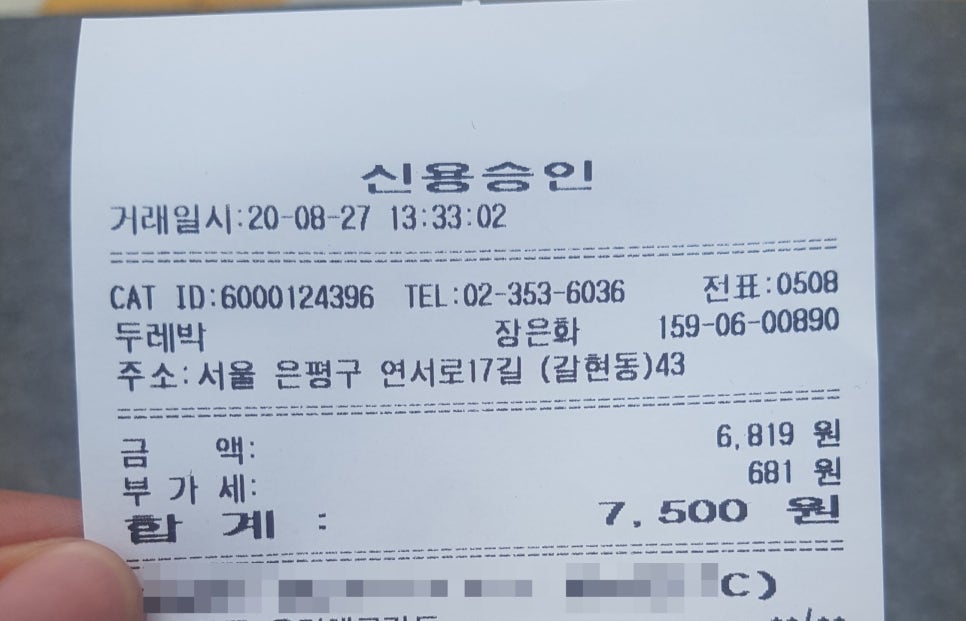 신용승인
거래일시:20-08-27 13:33:02
CAT ID:6000124396 TEL:02-353-6036 전표:0508
두레박 장은화 159-06-00890
주소:서울 은평구 연서로17길 (갈현동)43
금 액: 6,819 원
부가세: 681 원
합 계 : 7,500 원
C)